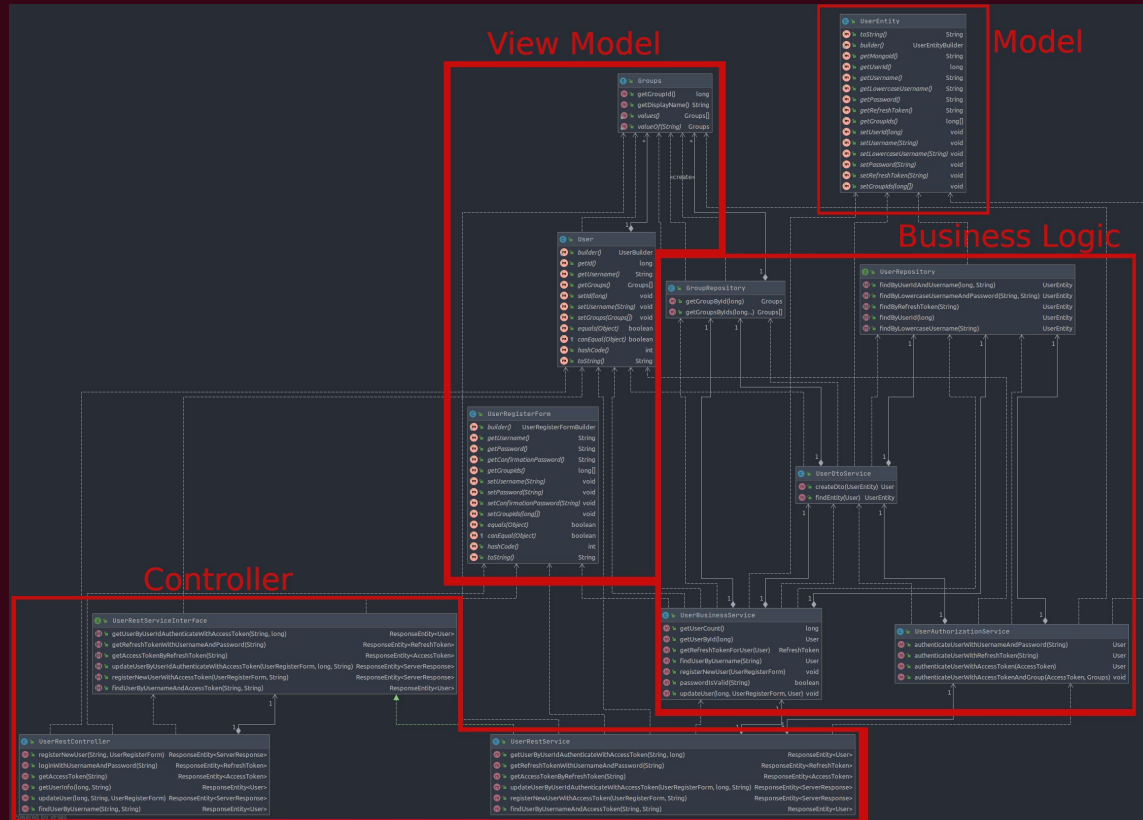 View Model
Groups
getGroupId() long
getDisplayName() String
values() Groups[]
valueOf(String) Groups
«create»
User
builder() UserBuilder
getId() long
getUsername() String
getGroups() Groups[]
setId(long) void
setUsername(String) void
setGroups(Groups[]) void
equals(Object) boolean
canEqual(Object) boolean
hashCode() int
toString() String
UserRegisterForm
builder() UserRegisterFormBuilder
getUsername() String
getPassword() String
getConfirmationPassword() String
getGroupIds() long[]
setUsername(String) void
setPassword(String) void
setConfirmationPassword(String) void
setGroupIds(long[]) void
equals(Object) boolean
canEqual(Object) boolean
hashCode() int
toString() String
Model
UserEntity
toString() String
builder() UserEntityBuilder
getMongoId() String
getUserId() long
getUsername() String
getLowercaseUsername() String
getPassword() String
getRefreshToken() String
getGroupIds() long[]
setUserId(long) void
setUsername(String) void
setLowercaseUsername(String) void
setPassword(String) void
setRefreshToken(String) void
setGroupIds(long[]) void
Business Logic
GroupRepository
getGroupById(long) Groups
getGroupsByIds(long...) Groups[]
UserRepository
findByUserIdAndUsername(long, String) UserEntity
findByLowercaseUsernameAndPassword(String, String) UserEntity
findByRefreshToken(String) UserEntity
findByUserId(long) UserEntity
findByLowercaseUsername(String) UserEntity
UserDtoService
createDto(UserEntity) User
findEntity(User) UserEntity
UserBusinessService
getUserCount() long
getUserById(long) User
getRefreshTokenForUser(User) RefreshToken
findUserByUsername(String) User
registerNewUser(UserRegisterForm) void
passwordIsValid(String) boolean
updateUser(long, UserRegisterForm, User) void
UserAuthorizationService
authenticateUserWithUsernameAndPassword(String) User
authenticateUserWithRefreshToken(String) User
authenticateUserWithAccessToken(AccessToken) User
authenticateUserWithAccessTokenAndGroup(AccessToken, Groups) void
Controller
UserRestServiceInterface
getUserByUserIdAuthenticateWithAccessToken(String, long) ResponseEntity<User>
getRefreshTokenWithUsernameAndPassword(String) ResponseEntity<RefreshToken>
getAccessTokenByRefreshToken(String) ResponseEntity<AccessToken>
updateUserByUserIdAuthenticateWithAccessToken(UserRegisterForm, long, String) ResponseEntity<ServerResponse>
registerNewUserWithAccessToken(UserRegisterForm, String) ResponseEntity<ServerResponse>
findUserByUsernameAndAccessToken(String, String) ResponseEntity<User>
UserRestController
registerNewUser(String, UserRegisterForm) ResponseEntity<ServerResponse>
loginWithUsernameAndPassword(String) ResponseEntity<RefreshToken>
getAccessToken(String) ResponseEntity<AccessToken>
getUserInfo(long, String) ResponseEntity<User>
updateUser(long, String, UserRegisterForm) ResponseEntity<ServerResponse>
findUserByUsername(String, String) ResponseEntity<User>
UserRestService
getUserByUserIdAuthenticateWithAccessToken(String, long) ResponseEntity<User>
getRefreshTokenWithUsernameAndPassword(String) ResponseEntity<RefreshToken>
getAccessTokenByRefreshToken(String) ResponseEntity<AccessToken>
updateUserByUserIdAuthenticateWithAccessToken(UserRegisterForm, long, String) ResponseEntity<ServerResponse>
registerNewUserWithAccessToken(UserRegisterForm, String) ResponseEntity<ServerResponse>
findUserByUsernameAndAccessToken(String, String) ResponseEntity<User>